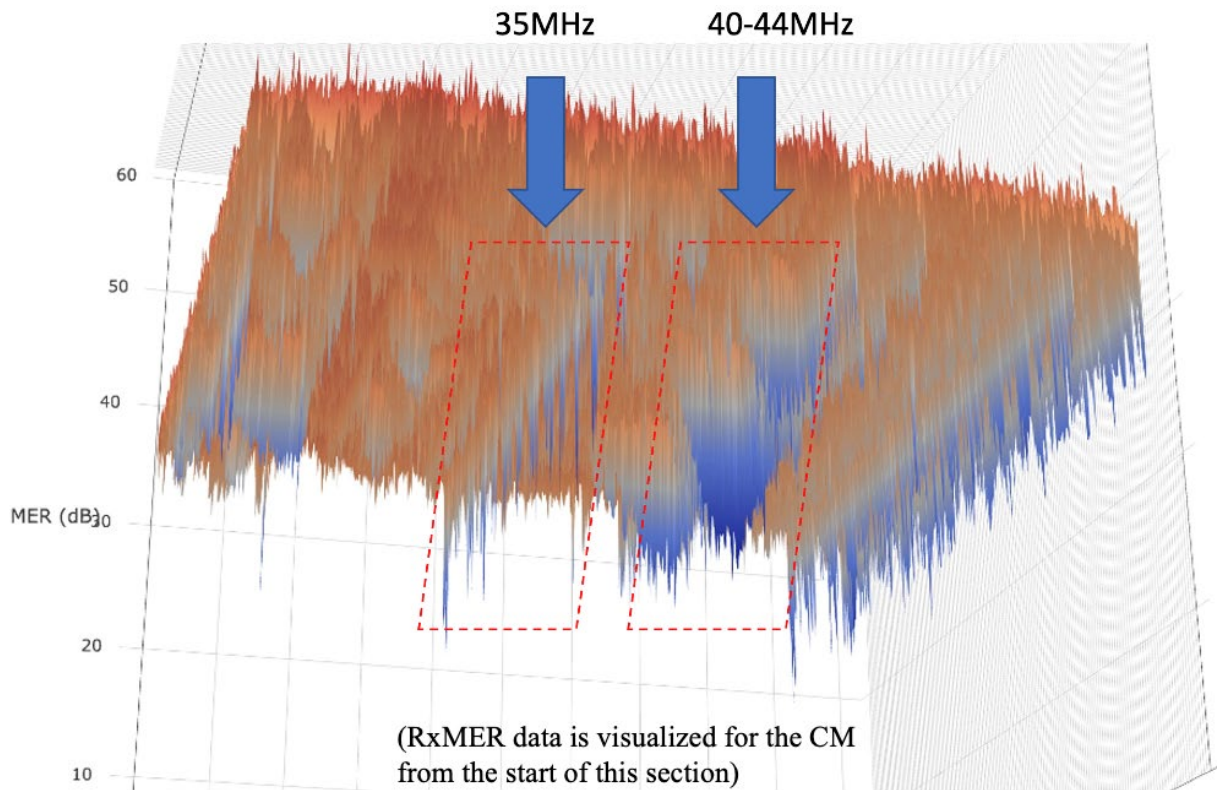 35MHz
40-44MHz
60
50
40
MER (dB)
30
20
(RxMER data is visualized for the CM
from the start of this section)
10